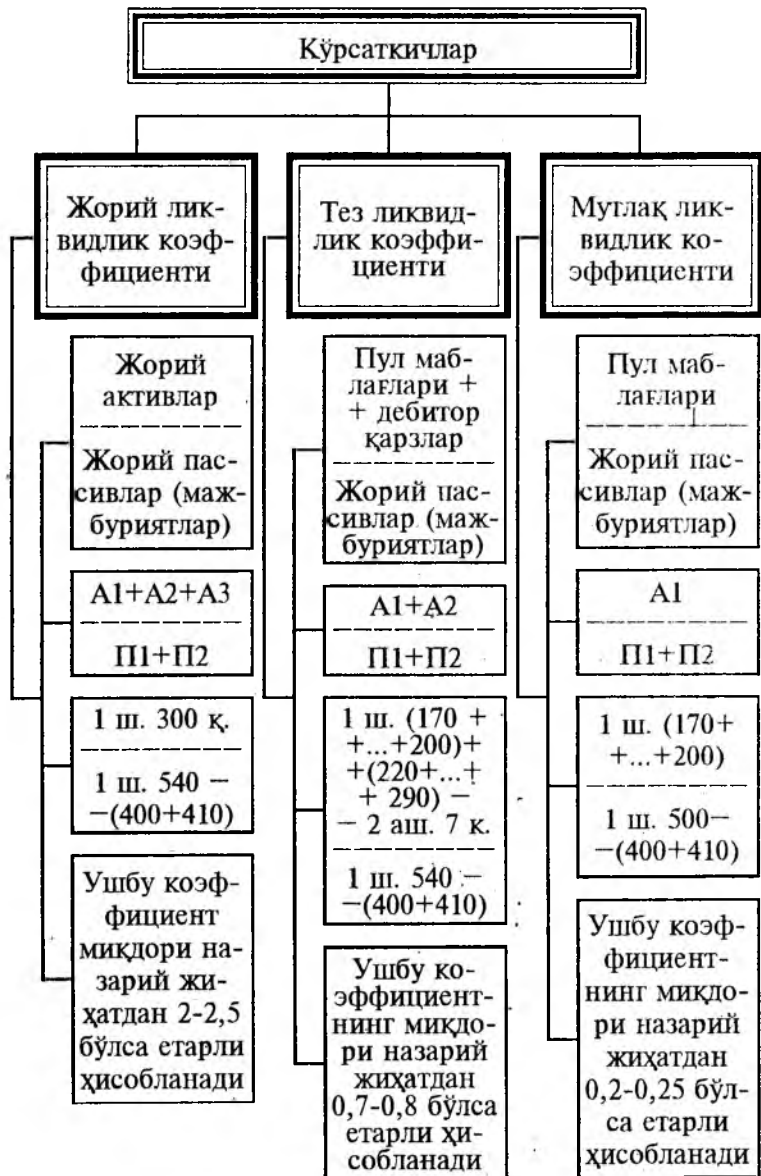 Кўрсаткичлар
Жорий лик-
видлик коэф-
фициенти
Тез ликвид-
лик коэффи-
циенти
Мутлақ лик-
видлик ко-
эффициенти
Жорий
активлар
Жорий пас-
сивлар (маж-
буриятлар)
Пул маб-
лағлари +
+ дебитор
қарзлар
Жорий пас-
сивлар (маж-
буриятлар)
Пул маб-
лағлари
Жорий пас-
сивлар (маж-
буриятлар)
А1+А2+А3
П1+П2
А1+А2
П1+П2
А1
П1+П2
1 ш. 300 қ.
1 ш. 540 –
–(400+410)
1 ш. (170 +
+...+200)+
+(220+...+
+ 290) –
– 2 аш. 7 к.
1 ш. 540 –
–(400+410)
1 ш. (170+
+...+200)
1 ш. 500–
–(400+410)
Ушбу коэф-
фициент
миқдори на-
зарий жи-
ҳатдан 2-2,5
бўлса етарли
ҳисобланади
Ушбу ко-
эффициент-
нинг миқдо-
ри назарий
жиҳатдан
0,7-0,8 бўлса
етарли ҳи-
собланади
Ушбу коэф-
фициент-
нинг миқдо-
ри назарий
жиҳатдан
0,2-0,25 бўл-
са етарли
ҳисобланади